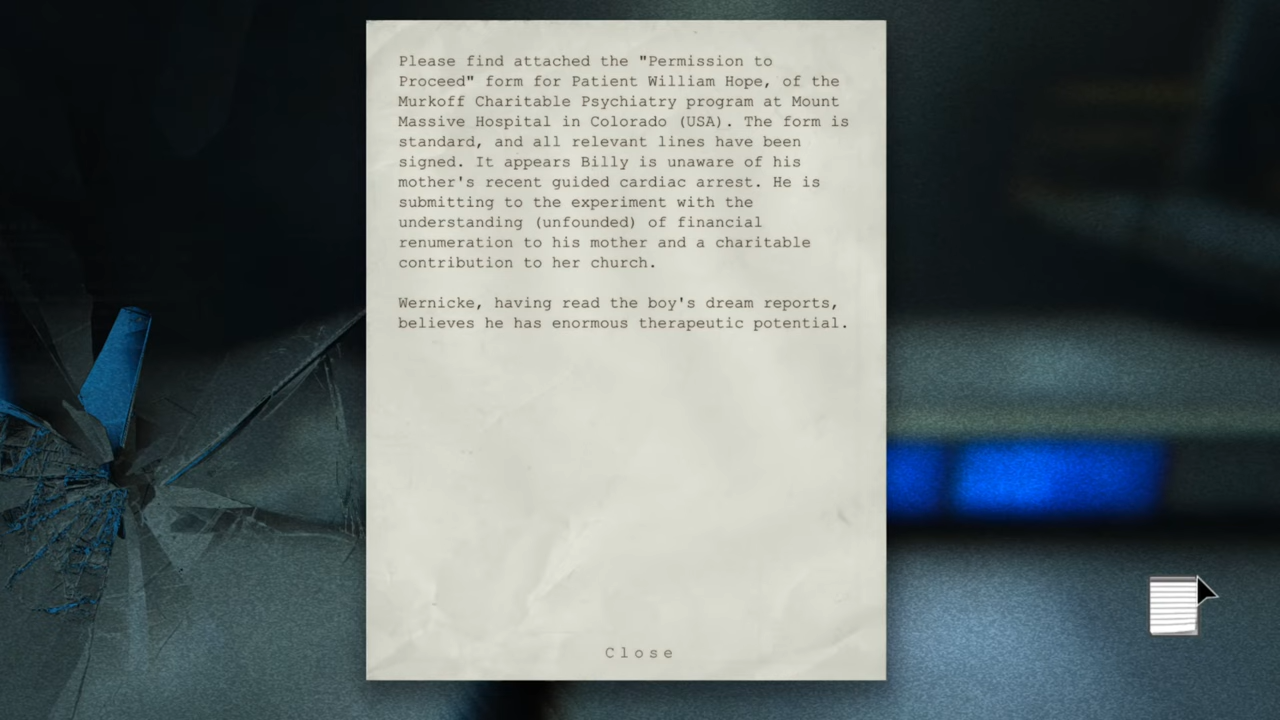 Please find attached the "Permission to
Proceed" form for Patient William Hope, of the
Murkoff Charitable Psychiatry program at Mount
Massive Hospital in Colorado (USA). The form is
standard, and all relevant lines have been
signed. It appears Billy is unaware of his
mother's recent guided cardiac arrest. He is
submitting to the experiment with the
understanding (unfounded) of financial
renumeration to his mother and a charitable
contribution to her church.
Wernicke, having read the boy's dream reports,
believes he has enormous therapeutic potential.
Close